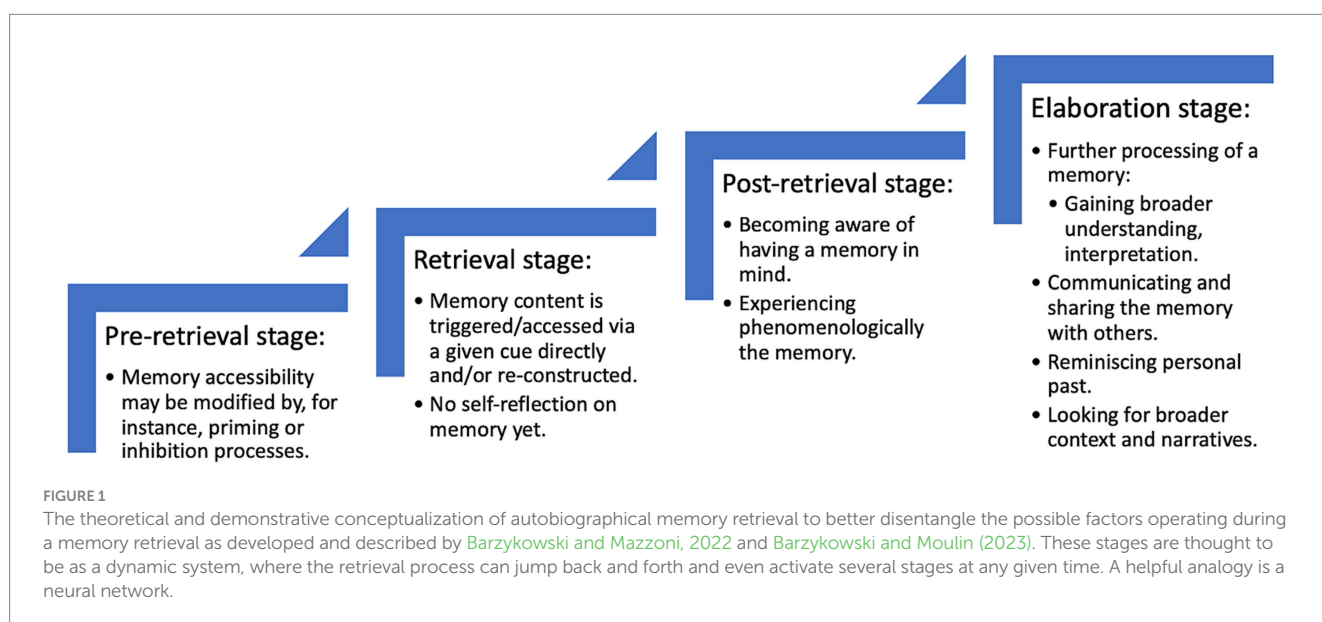 Pre-retrieval stage:
• Memory accessibility
may be modified by, for
instance, priming or
inhibition processes.
Retrieval stage:
• Memory content is
triggered/accessed via
a given cue directly
and/or re-constructed.
• No self-reflection on
memory yet.
Post-retrieval stage:
• Becoming aware of
having a memory in
mind.
• Experiencing
phenomenologically
the memory.
Elaboration stage:
• Further processing of a
memory:
• Gaining broader
understanding,
interpretation.
• Communicating and
sharing the memory
with others.
• Reminiscing personal
past.
• Looking for broader
context and narratives.
FIGURE 1
The theoretical and demonstrative conceptualization of autobiographical memory retrieval to better disentangle the possible factors operating during
a memory retrieval as developed and described by Barzykowski and Mazzoni, 2022 and Barzykowski and Moulin (2023). These stages are thought to
be as a dynamic system, where the retrieval process can jump back and forth and even activate several stages at any given time. A helpful analogy is a
neural network.